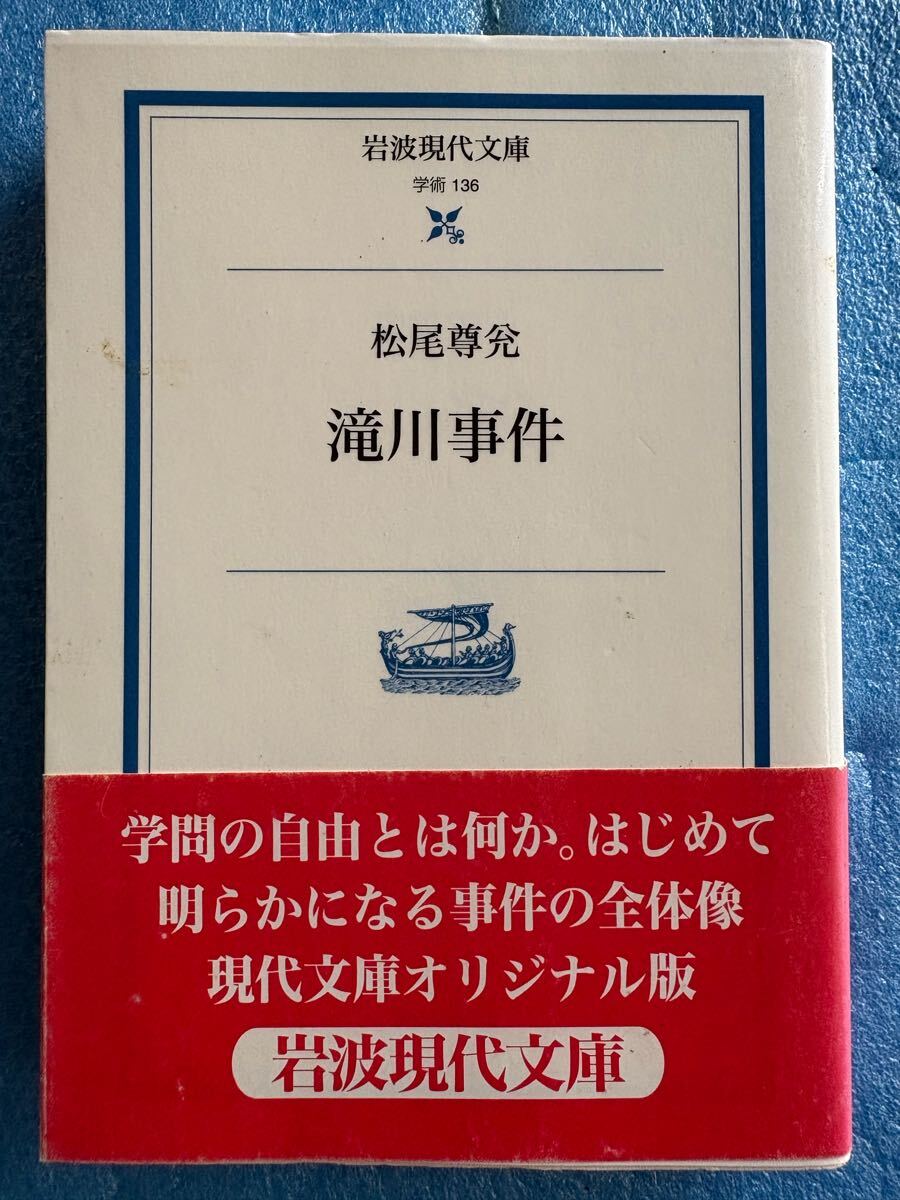 岩波現代文庫
学術 136
松尾尊兊
滝川事件
学問の自由とは何か。はじめて
明らかになる事件の全体像
現代文庫オリジナル版
岩波現代文庫